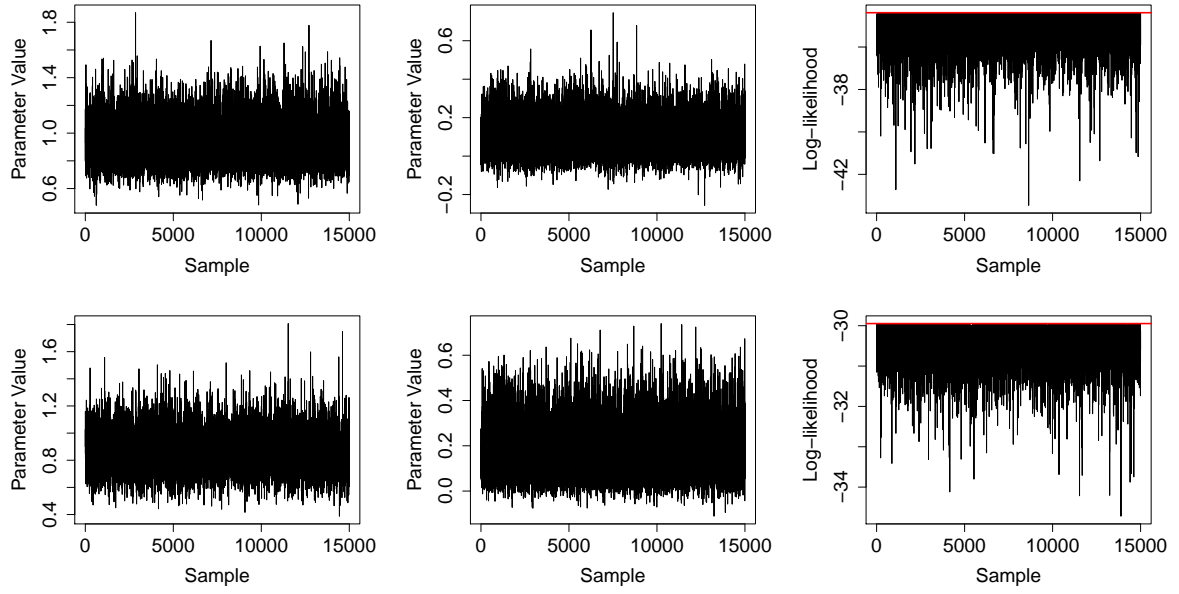 Parameter Value
0.6 1.0 1.4 1.8
0 5000 10000 15000
Sample
Parameter Value
−0.2 0.2 0.6
0 5000 10000 15000
Sample
Log−likelihood
−42 −38
0 5000 10000 15000
Sample
Parameter Value
0.4 0.8 1.2 1.6
0 5000 10000 15000
Sample
Parameter Value
0.0 0.2 0.4 0.6
0 5000 10000 15000
Sample
Log−likelihood
−34 −32 −30
0 5000 10000 15000
Sample